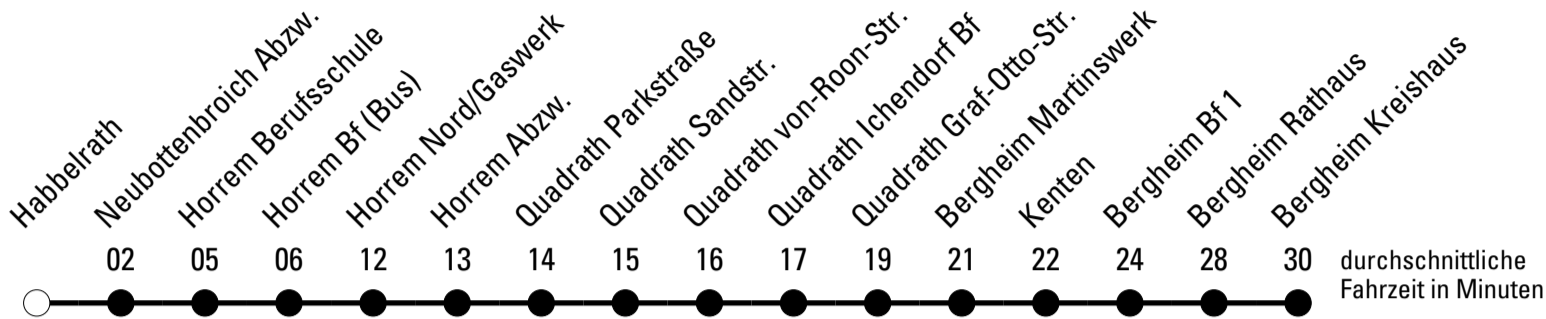 Habbelrath
Neubottenbroich Abzw.
Horrem Berufsschule
Horrem Bf (Bus)
Horrem Nord/Gaswerk
Horrem Abzw.
Quadrath Parkstraße
Quadrath Sandstr.
Quadrath von-Roon-Str.
Quadrath Ichendorf Bf
Quadrath Graf-Otto-Str.
Bergheim Martinswerk
Kenten
Bergheim Bf 1
Bergheim Rathaus
Bergheim Kreishaus
02 05 06 12 13 14 15 16 17 19 21 22 24 28 30
durchschnittliche
Fahrzeit in Minuten